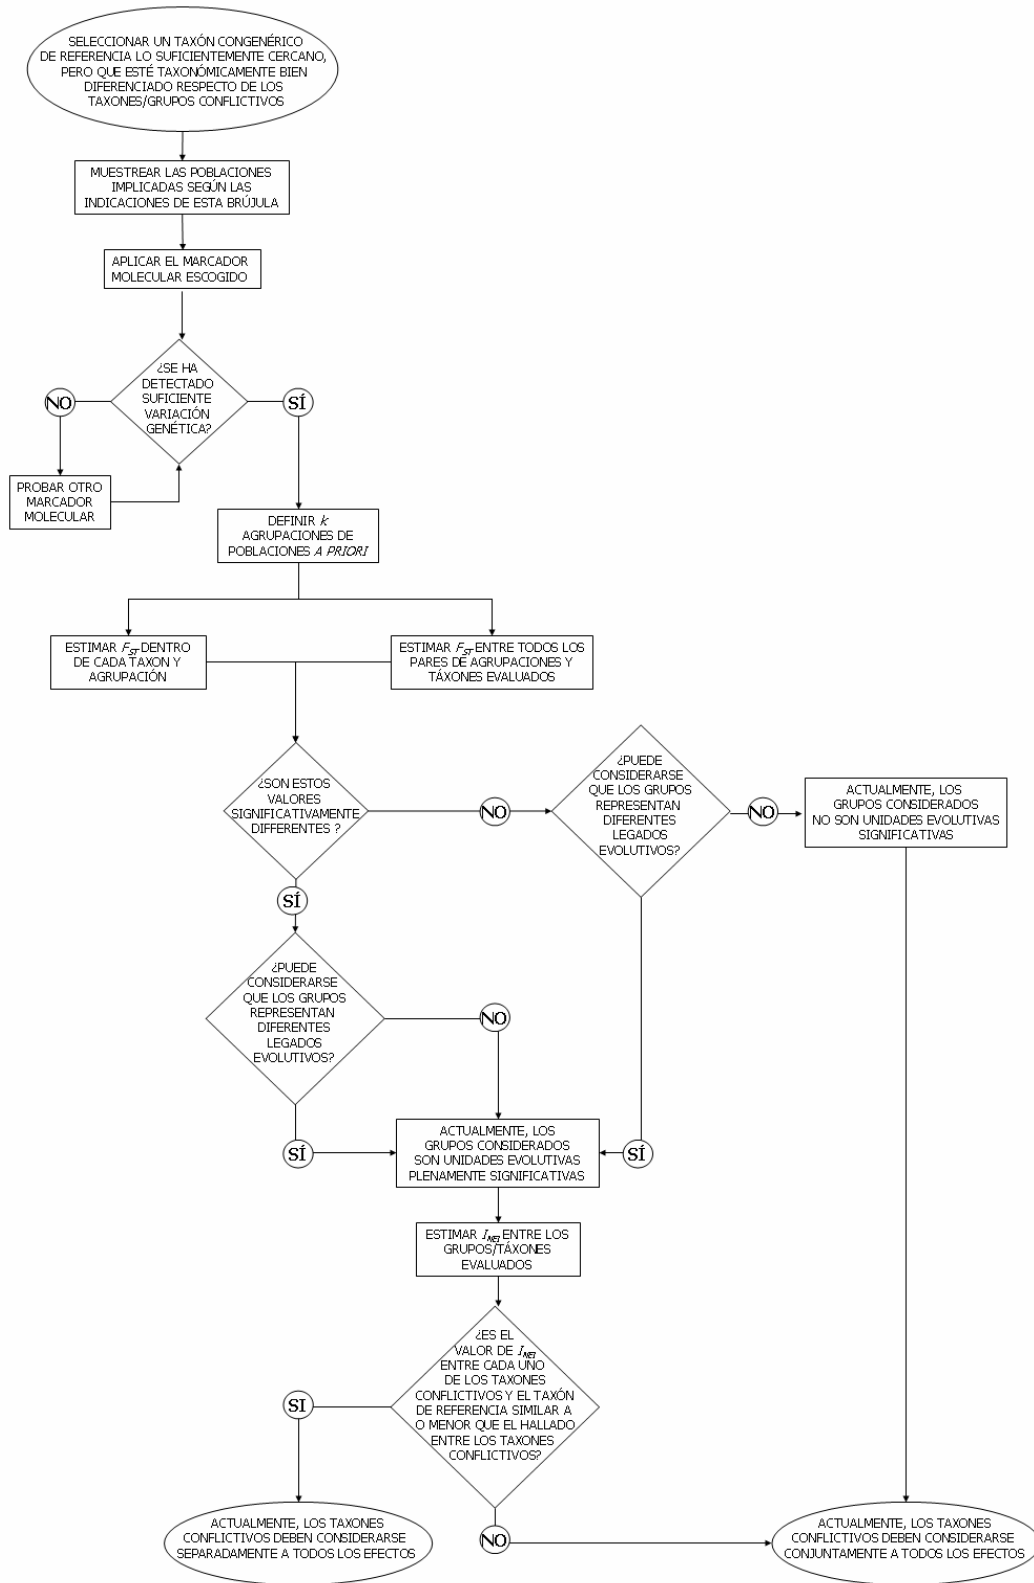 SELECCIONAR UN TAXÓN CONGENÉRICO
DE REFERENCIA LO SUFICIENTEMENTE CERCANO,
PERO QUE ESTÉ TAXONÓMICAMENTE BIEN
DIFERENCIADO RESPECTO DE LOS
TAXONES/GRUPOS CONFLICTIVOS
MUESTREAR LAS POBLACIONES
IMPLICADAS SEGÚN LAS
INDICACIONES DE ESTA BRÚJULA
APLICAR EL MARCADOR
MOLECULAR ESCOGIDO
¿SE HA
DETECTADO
SUFICIENTE
VARIACIÓN
GENÉTICA?
NO
SÍ
PROBAR OTRO
MARCADOR
MOLECULAR
DEFINIR k
AGRUPACIONES DE
POBLACIONES A PRIORI
ESTIMAR FST DENTRO
DE CADA TAXON Y
AGRUPACIÓN
ESTIMAR FST ENTRE TODOS LOS
PARES DE AGRUPACIONES Y
TÁXONES EVALUADOS
¿SON ESTOS
VALORES
SIGNIFICATIVAMENTE
DIFFERENTES ?
NO
¿PUEDE
CONSIDERARSE
QUE LOS GRUPOS
REPRESENTAN
DIFERENTES
LEGADOS
EVOLUTIVOS?
NO
ACTUALMENTE, LOS
GRUPOS CONSIDERADOS
NO SON UNIDADES EVOLUTIVAS
SIGNIFICATIVAS
SÍ
¿PUEDE
CONSIDERARSE
QUE LOS GRUPOS
REPRESENTAN
DIFERENTES
LEGADOS
EVOLUTIVOS?
NO
SÍ
ACTUALMENTE, LOS
GRUPOS CONSIDERADOS
SON UNIDADES EVOLUTIVAS
PLENAMENTE SIGNIFICATIVAS
SÍ
ESTIMAR INEI ENTRE LOS
GRUPOS/TÁXONES
EVALUADOS
¿ES EL
VALOR DE INEI
ENTRE CADA UNO
DE LOS TAXONES
CONFLICTIVOS Y EL TAXÓN
DE REFERENCIA SIMILAR A
O MENOR QUE EL HALLADO
ENTRE LOS TAXONES
CONFLICTIVOS?
SI
NO
ACTUALMENTE, LOS TAXONES
CONFLICTIVOS DEBEN CONSIDERARSE
SEPARADAMENTE A TODOS LOS EFECTOS
ACTUALMENTE, LOS TAXONES
CONFLICTIVOS DEBEN CONSIDERARSE
CONJUNTAMENTE A TODOS LOS EFECTOS